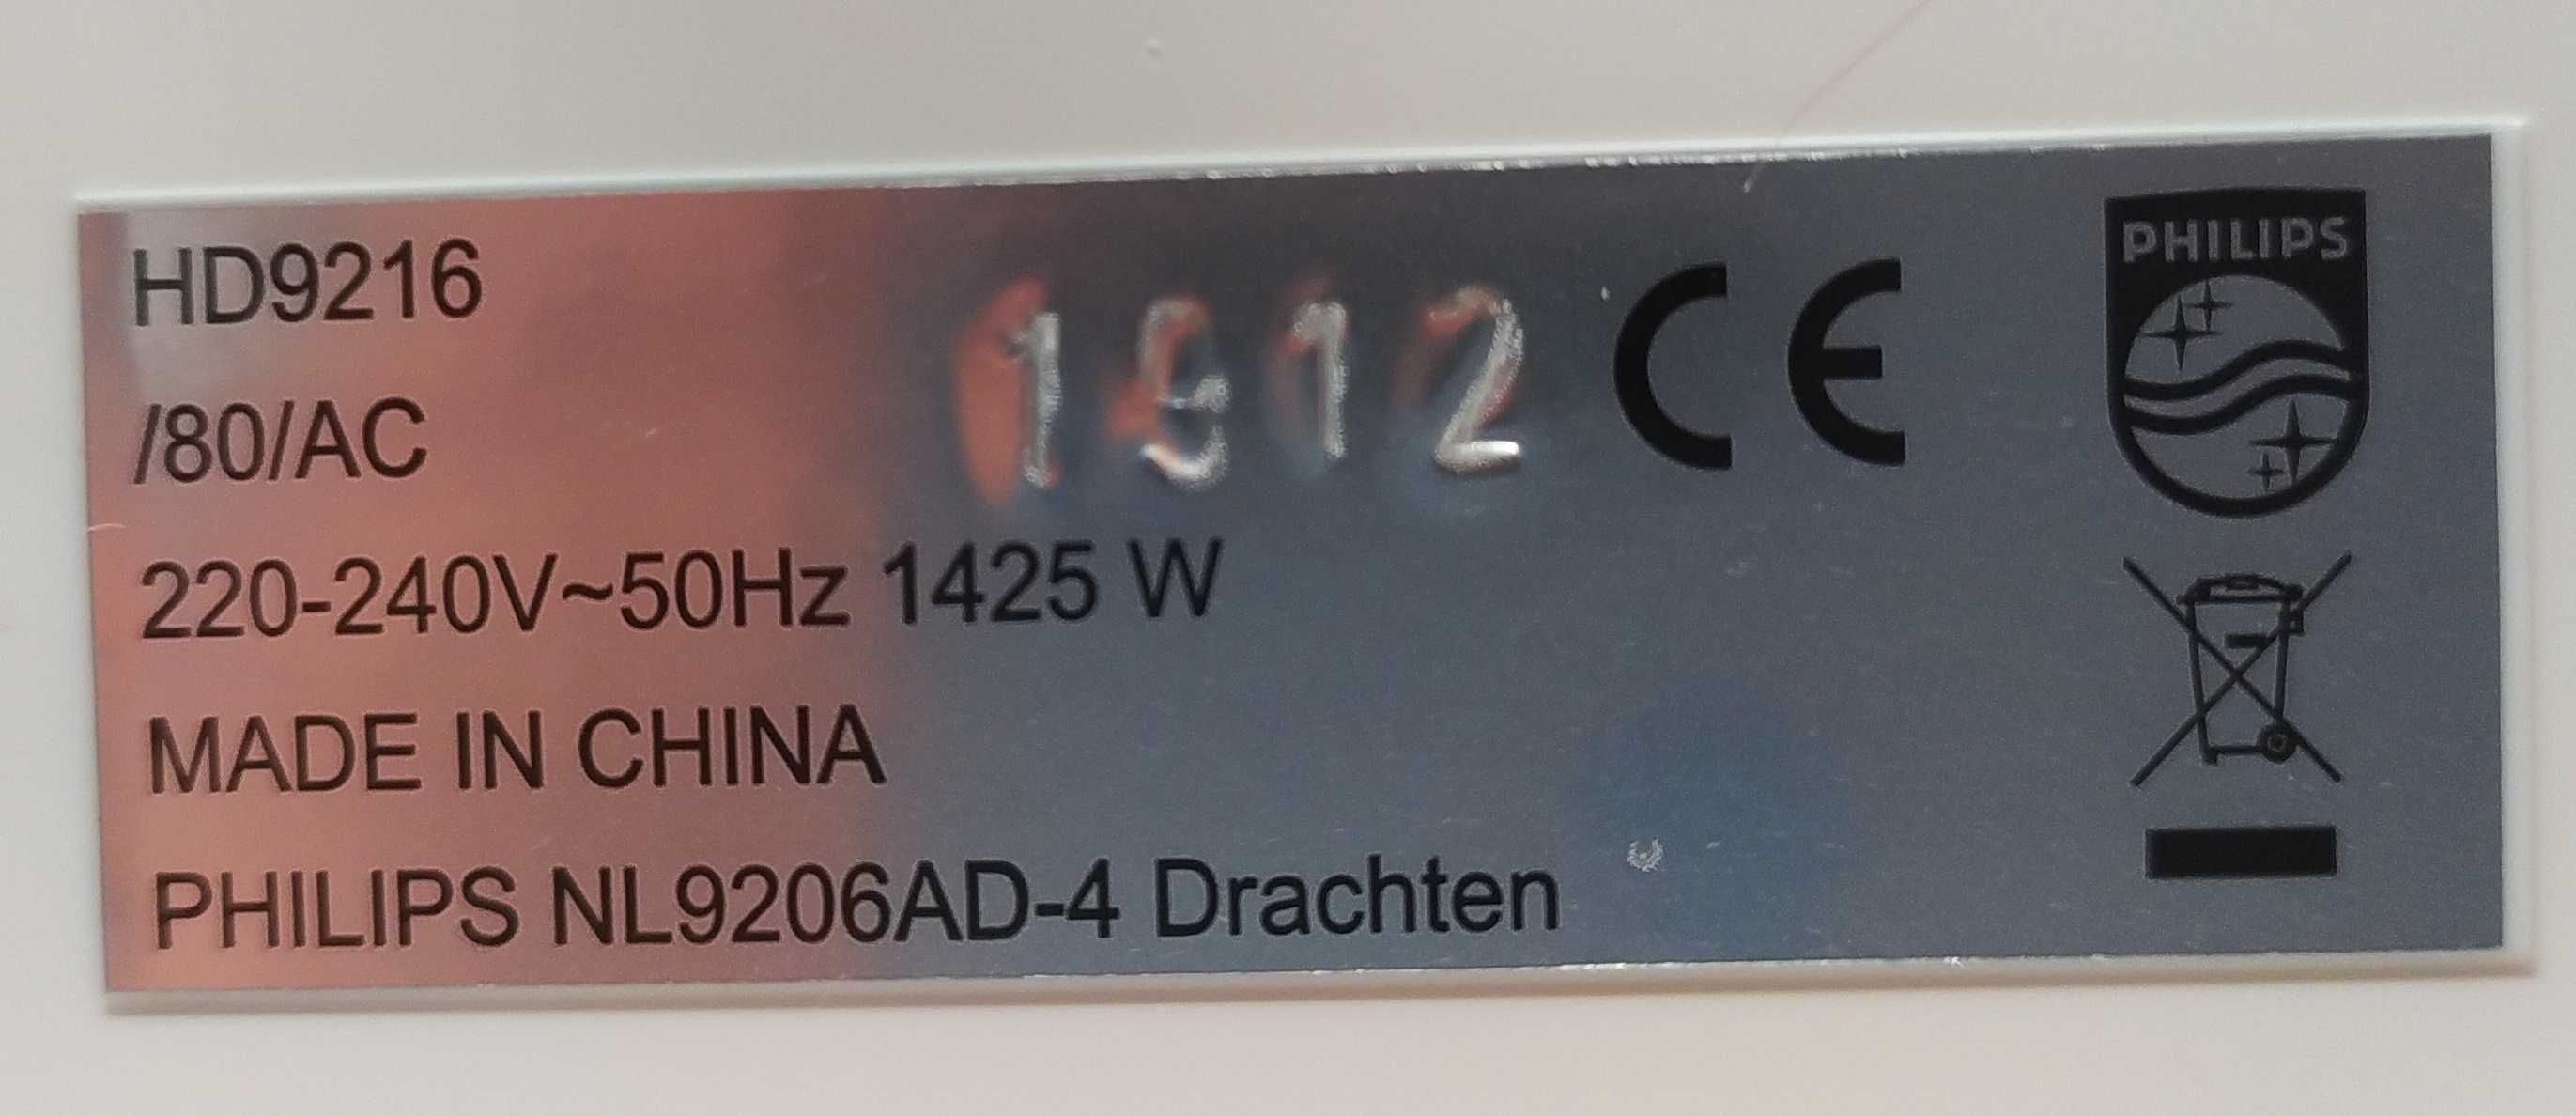 HD9216
/80/AC
CE
PHILIPS
220-240V~50Hz 1425 W
MADE IN CHINA
PHILIPS NL9206AD-4 Drachten